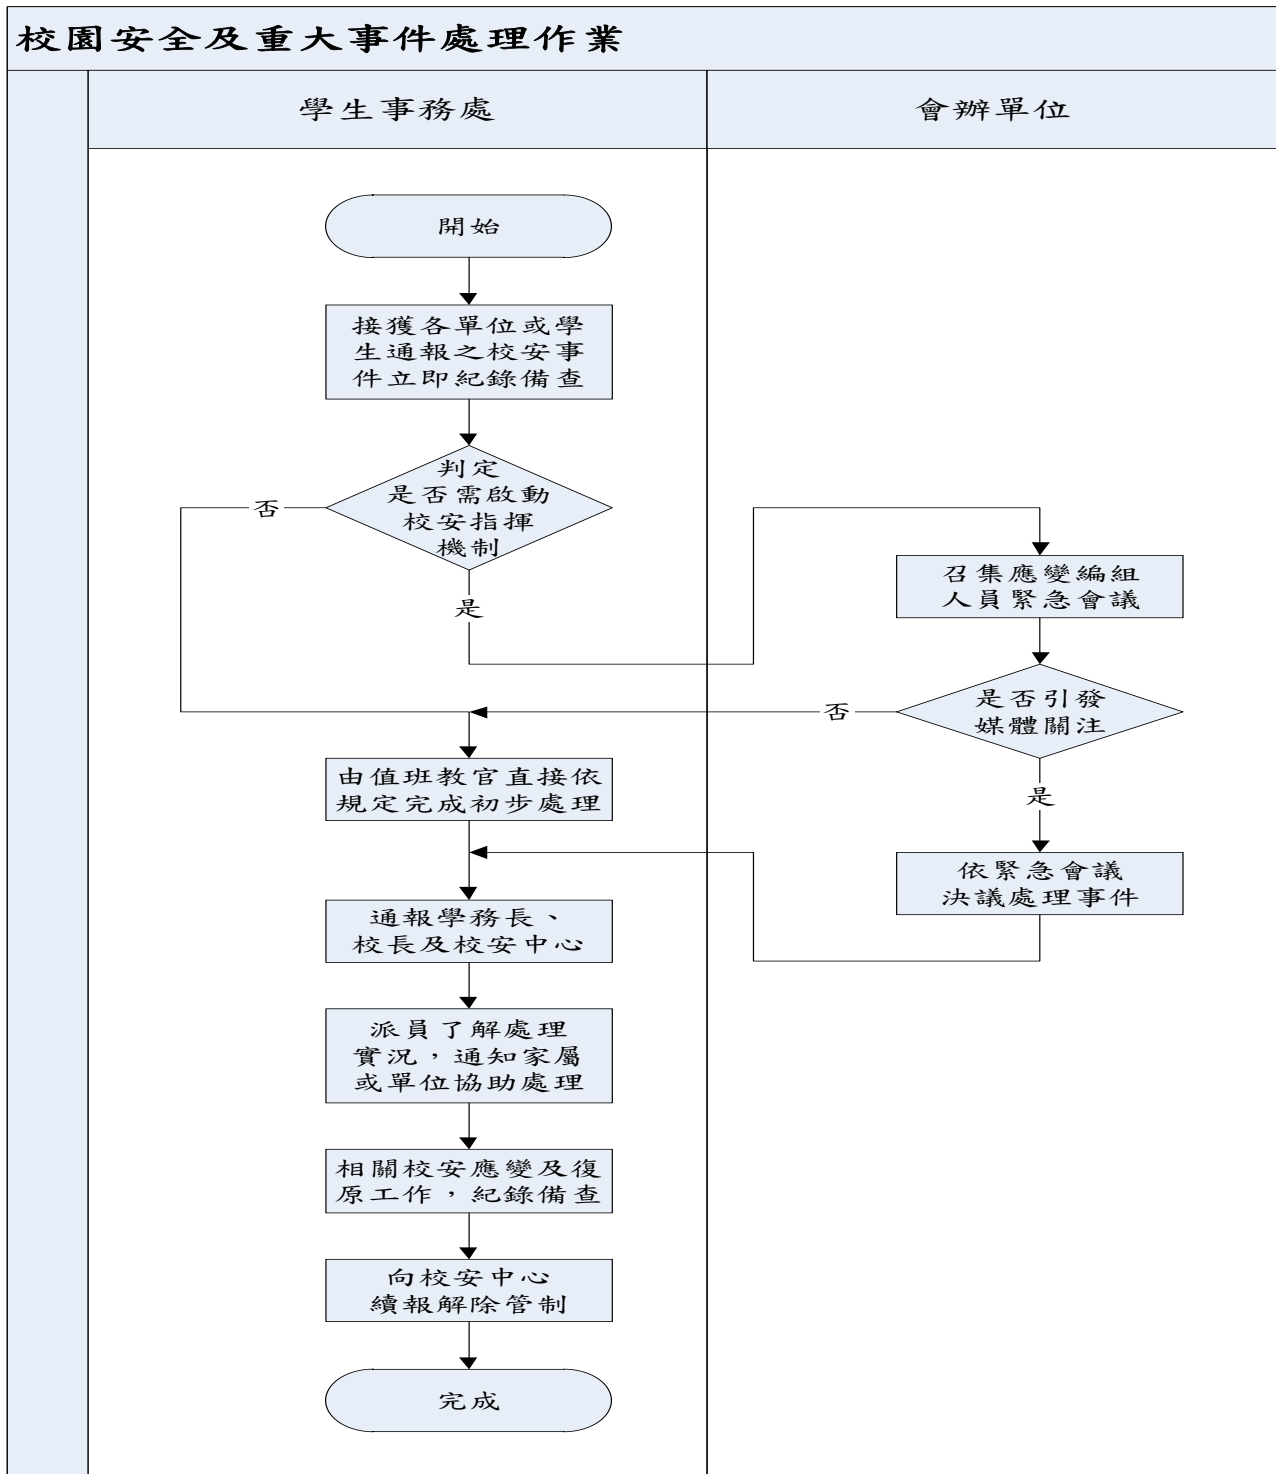 校園安全及重大事件處理作業
學生事務處
會辦單位
開始
接獲各單位或學
生通報之校安事
件立即紀錄備查
判定
是否需啟動
校安指揮
機制
否
是
召集應變編組
人員緊急會議
是否引發
媒體關注
否
是
由值班教官直接依
規定完成初步處理
依緊急會議
決議處理事件
通報學務長、
校長及校安中心
派員了解處理
實況，通知家屬
或單位協助處理
相關校安應變及復
原工作，紀錄備查
向校安中心
續報解除管制
完成